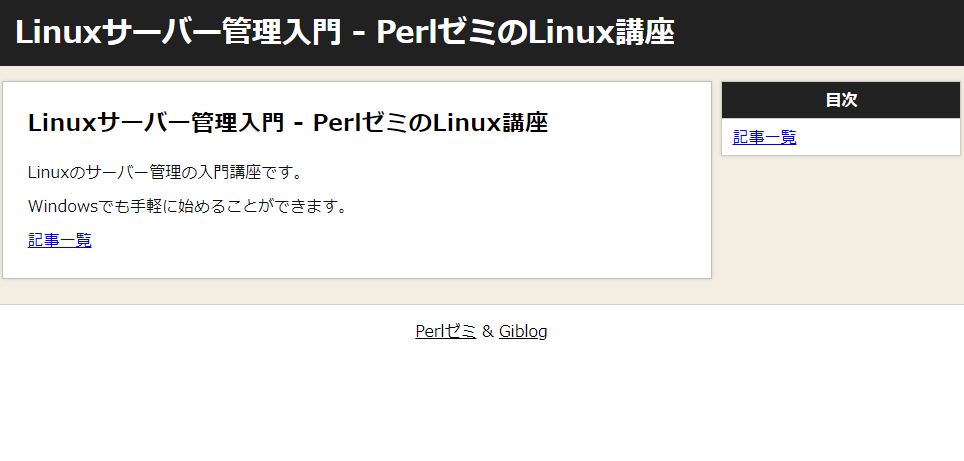 Linuxサーバー管理入門 - PerlゼミのLinux講座
Linuxサーバー管理入門 - PerlゼミのLinux講座
Linuxのサーバー管理の入門講座です。
Windowsでも手軽に始めることができます。
記事一覧
目次
記事一覧
Perlゼミ & Giblog